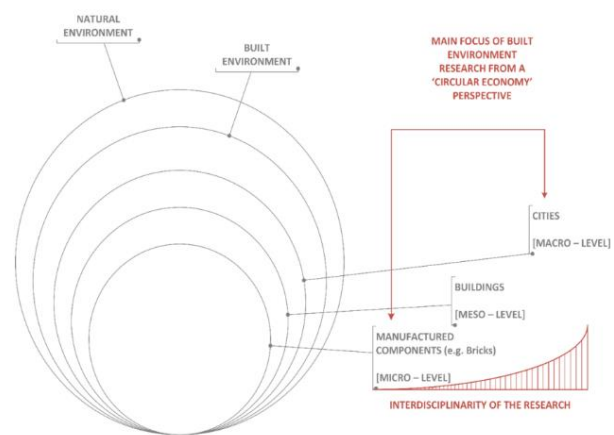 NATURAL
ENVIRONMENT
BUILT
ENVIRONMENT
MAIN FOCUS OF BUILT
ENVIRONMENT
RESEARCH FROM A
‘CIRCULAR ECONOMY’
PERSPECTIVE
CITIES
[MACRO – LEVEL]
BUILDINGS
[MESO – LEVEL]
MANUFACTURED
COMPONENTS (e.g. Bricks)
[MICRO – LEVEL]
INTERDISCIPLINARITY OF THE RESEARCH